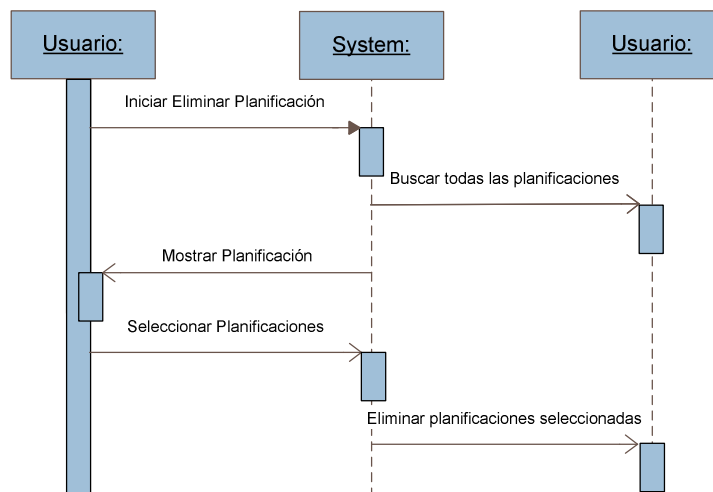 Usuario:
System:
Usuario:
Iniciar Eliminar Planificación
Buscar todas las planificaciones
Mostrar Planificación
Seleccionar Planificaciones
Eliminar planificaciones seleccionadas